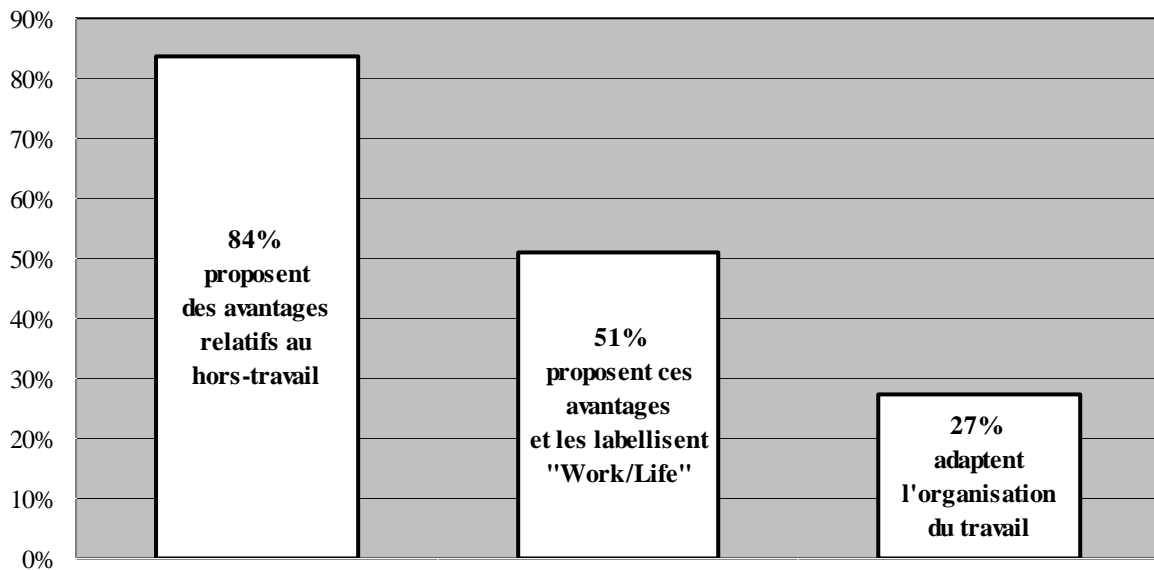 90%
80%
70%
60%
50%
40%
30%
20%
10%
0%
84%
proposent
des avantages
relatifs au
hors-travail
51%
proposent ces
avantages
et les labellisent
"Work/Life"
27%
adaptent
l'organisation
du travail